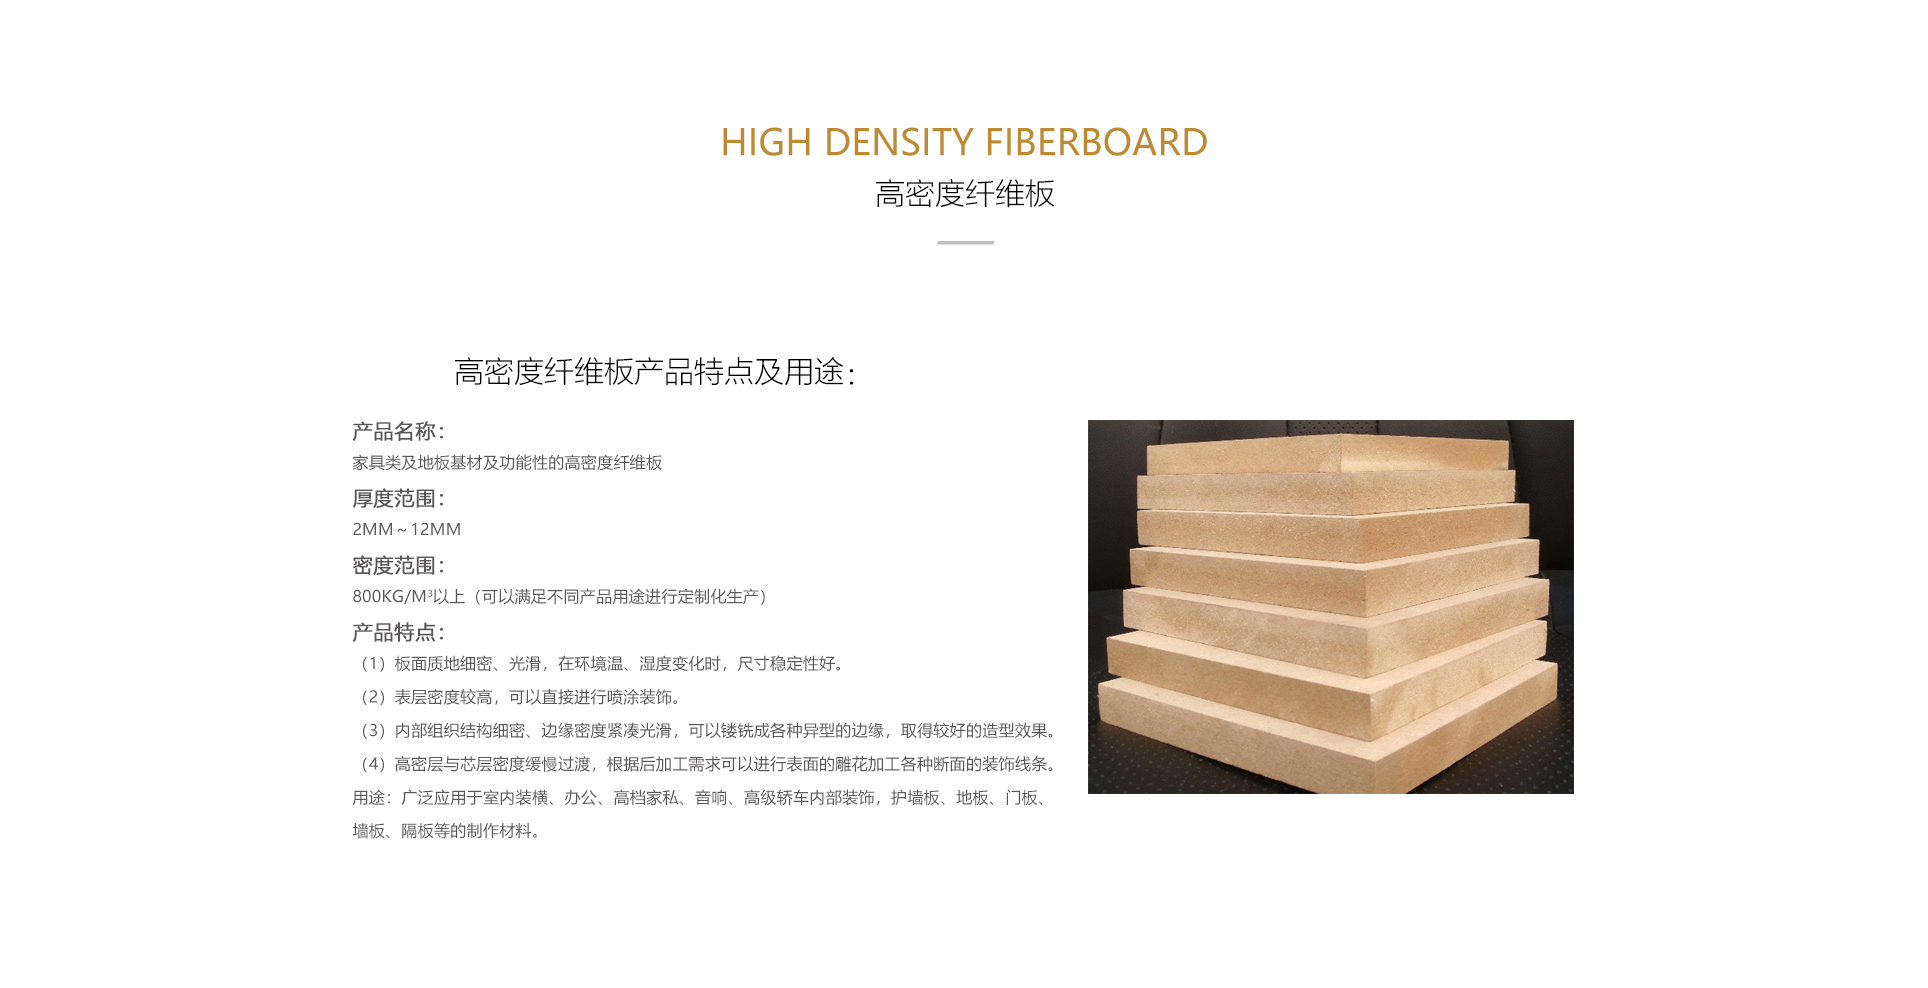 HIGH DENSITY FIBERBOARD
高密度纤维板
高密度纤维板产品特点及用途：
产品名称：
家具类及地板基材及功能性的高密度纤维板
厚度范围：
2MM～12MM
密度范围：
800KG/M³以上（可以满足不同产品用途进行定制化生产）
产品特点：
（1）板面质地细密、光滑，在环境温、湿度变化时，尺寸稳定性好。
（2）表层密度较高，可以直接进行喷涂装饰。
（3）内部组织结构细密、边缘密度紧凑光滑，可以镂铣成各种异型的边缘，取得较好的造型效果。
（4）高密层与芯层密度缓慢过渡，根据后加工需求可以进行表面的雕花加工各种断面的装饰线条。
用途：广泛应用于室内装横、办公、高档家私、音响、高级轿车内部装饰，护墙板、地板、门板、
墙板、隔板等的制作材料。